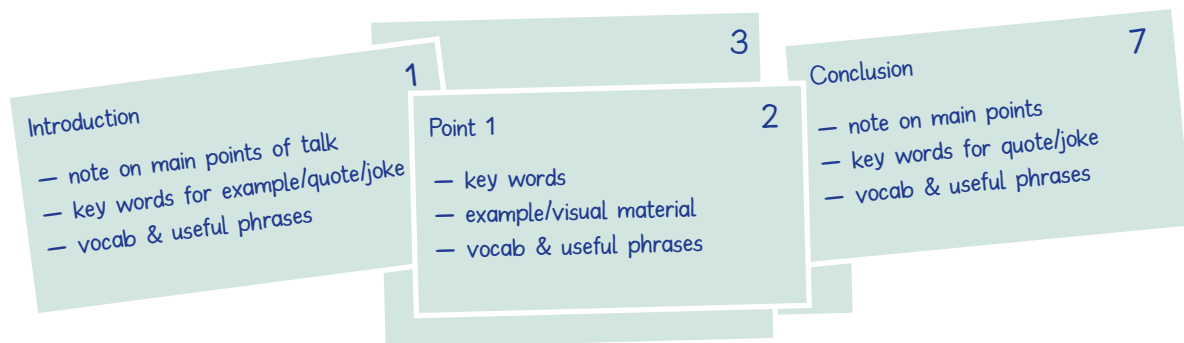 1
Introduction
– note on main points of talk
– key words for example/quote/joke
– vocab & useful phrases
3
2
Point 1
– key words
– example/visual material
– vocab & useful phrases
7
Conclusion
– note on main points
– key words for quote/joke
– vocab & useful phrases